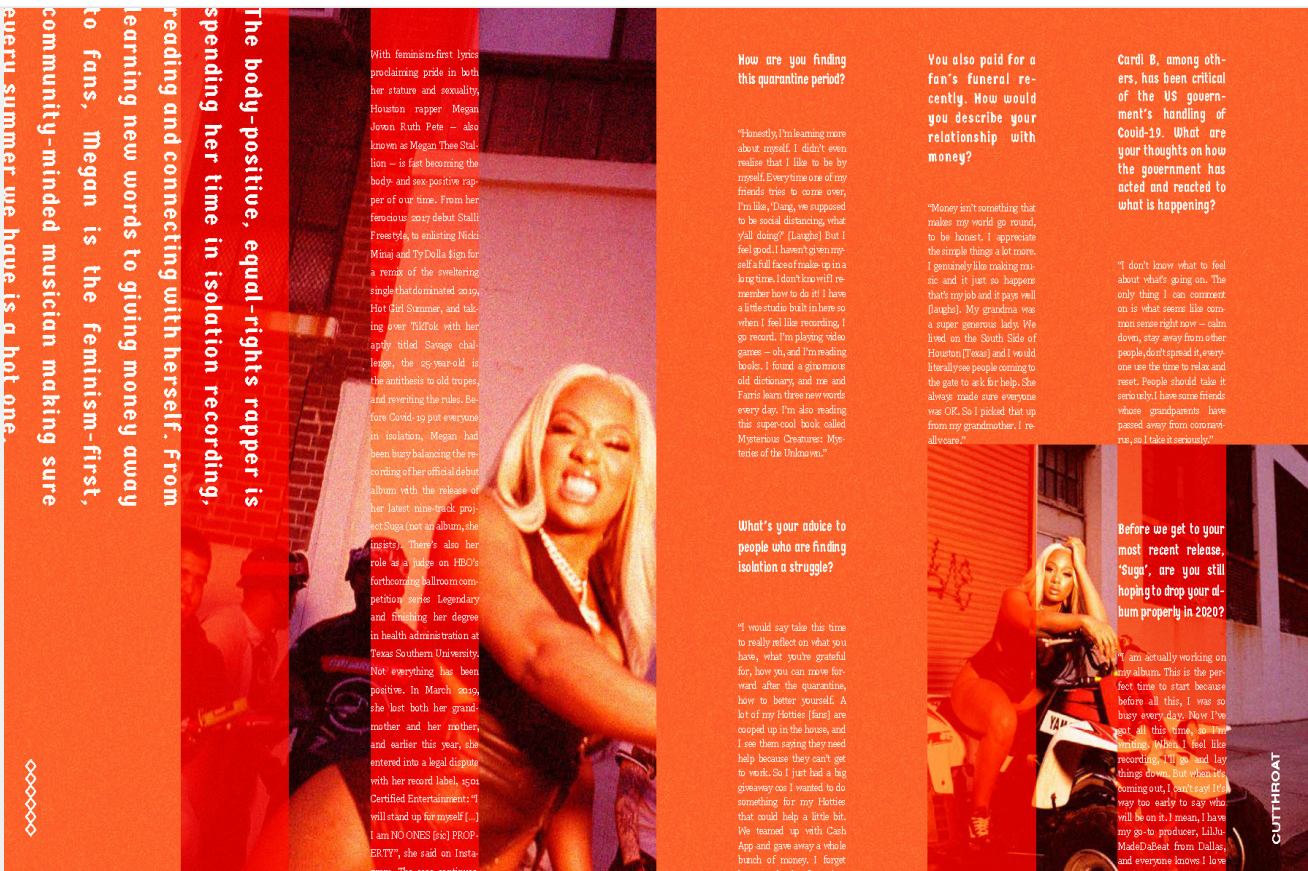 The body-positive, equal-rights rapper is
spending her time in isolation recording,
reading and connecting with herself. From
learning new words to giving money away
to fans, Megan is the feminism-first,
community-minded musician making sure
every summer we have is a hot one.
With feminism-first lyrics
proclaiming pride in both
her stature and sexuality,
Houston rapper Megan
Jovon Ruth Pete — also
known as Megan Thee Stal-
lion — is fast becoming the
body- and sex-positive rap-
per of our time. From her
ferocious 2017 debut Stalli
Freestyle, to enlisting Nicki
Minaj and Ty Dolla $ign for
a remix of the sweltering
single that dominated 2019,
Hot Girl Summer, and tak-
ing over TikTok with her
aptly titled Savage chal-
lenge, the 25-year-old is
the antithesis to old tropes,
and rewriting the rules. Be-
fore Covid-19 put everyone
in isolation, Megan had
been busy balancing the re-
cording of her official debut
album with the release of
her latest nine-track proj-
ect Suga (not an album, she
insists). There's also her
role as a judge on HBO's
forthcoming ballroom com-
petition series Legendary
and finishing her degree
in health administration at
Texas Southern University.
Not everything has been
positive. In March 2019,
she lost both her grand-
mother and her mother,
and earlier this year, she
entered into a legal dispute
with her record label, 1501
Certified Entertainment: “I
will stand up for myself [...]
I am NO ONES [sic] PROP-
ERTY”, she said on Insta-
How are you finding
this quarantine period?
“Honestly, I'm learning more
about myself. I didn't even
realise that I like to be by
myself. Every time one of my
friends tries to come over,
I'm like, ‘Dang, we supposed
to be social distancing, what
y'all doing?’ [Laughs] But I
feel good. I haven't given my-
self a full face of make-up in a
long time. I don't know if I re-
member how to do it! I have
a little studio built in here so
when I feel like recording, I
go record. I'm playing video
games — oh, and I'm reading
books. I found a ginormous
old dictionary, and me and
Farris learn three new words
every day. I'm also reading
this super-cool book called
Mysterious Creatures: Mys-
teries of the Unknown.”
What's your advice to
people who are finding
isolation a struggle?
“I would say take this time
to really reflect on what you
have, what you're grateful
for, how you can move for-
ward after the quarantine,
how to better yourself. A
lot of my Hotties [fans] are
cooped up in the house, and
I see them saying they need
help because they can't get
to work. So I just had a big
giveaway cos I wanted to do
something for my Hotties
that could help a little bit.
We teamed up with Cash
App and gave away a whole
bunch of money. I forget
You also paid for a
fan's funeral re-
cently. How would
you describe your
relationship with
money?
“Money isn't something that
makes my world go round,
to be honest. I appreciate
the simple things a lot more.
I genuinely like making mu-
sic and it just so happens
that's my job and it pays well
[laughs]. My grandma was
a super generous lady. We
lived on the South Side of
Houston [Texas] and I would
literally see people coming to
the gate to ask for help. She
always made sure everyone
was OK. So I picked that up
from my grandmother. I re-
ally care.”
Cardi B, among oth-
ers, has been critical
of the US govern-
ment's handling of
Covid-19. What are
your thoughts on how
the government has
acted and reacted to
what is happening?
“I don't know what to feel
about what's going on. The
only thing I can comment
on is what seems like com-
mon sense right now — calm
down, stay away from other
people, don't spread it, every-
one use the time to relax and
reset. People should take it
seriously. I have some friends
whose grandparents have
passed away from coronavi-
rus, so I take it seriously.”
Before we get to your
most recent release,
‘Suga’, are you still
hoping to drop your al-
bum properly in 2020?
“I am actually working on
my album. This is the per-
fect time to start because
before all this, I was so
busy every day. Now I've
got all this time, so I'm
writing. When I feel like
recording, I'll go and lay
things down. But when it's
coming out, I can't say! It's
way too early to say who
will be on it. I mean, I have
my go-to producer, LilJu-
MadeDaBeat from Dallas,
and everyone knows I love
YAM
CUTTHROAT